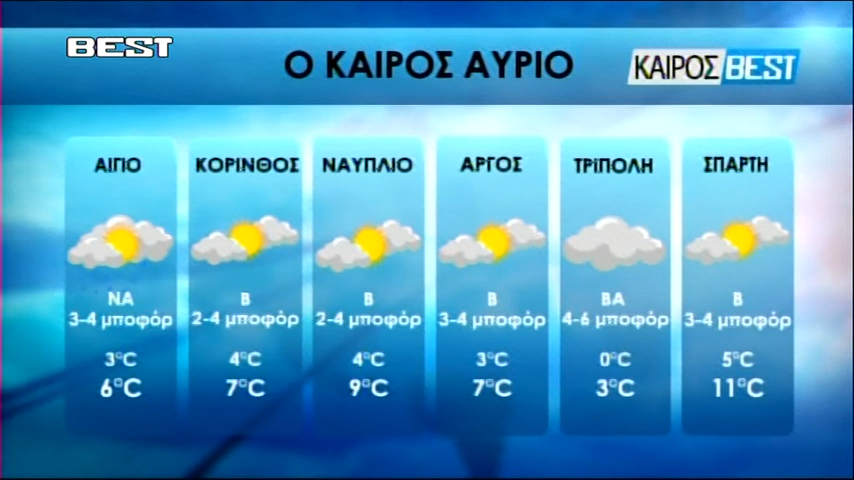 BEST
Ο ΚΑΙΡΟΣ ΑΥΡΙΟ
ΚΑΙΡΟΣ BEST
ΑΙΓΙΟ
ΝΑ
3-4 μποφόρ
3°C
6°C
ΚΟΡΙΝΘΟΣ
Β
2-4 μποφόρ
4°C
7°C
ΝΑΥΠΛΙΟ
Β
2-4 μποφόρ
4°C
9°C
ΑΡΓΟΣ
Β
3-4 μποφόρ
3°C
7°C
ΤΡiΠΟΛΗ
ΒΑ
4-6 μποφόρ
0°C
3°C
ΣΠΑΡΤΗ
Β
3-4 μποφόρ
5°C
11°C